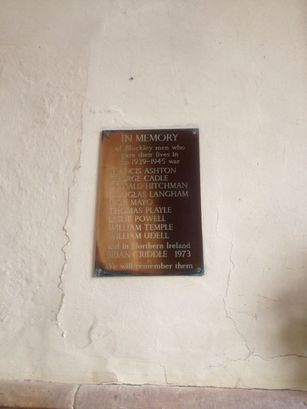 IN MEMORY
of Blockley men who
gave their lives in
the 1939-1945 war
FRANCIS ASHTON
GEORGE CADLE
HITCHMAN
DOUGLAS LANGHAM
MAYO
THOMAS PLAYLE
LESLIE POWELL
WILLIAM TEMPLE
WILLIAM UDELL
and in Northern Ireland
BRIAN CRIDDLE 1973
We will remember them